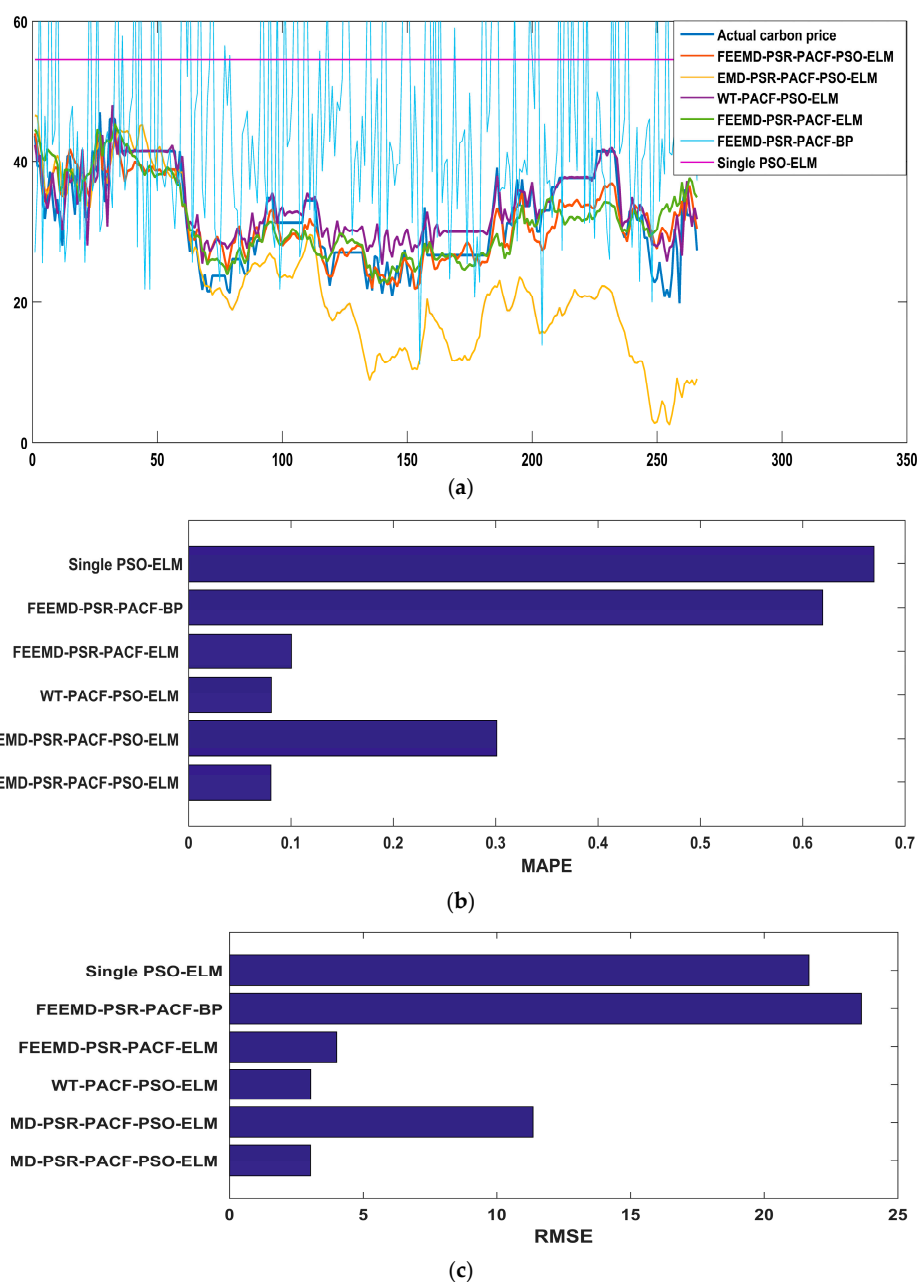 60
40
20
0
0 50 100 150 200 250 300 350
Actual carbon price
FEEMD-PSR-PACF-PSO-ELM
EMD-PSR-PACF-PSO-ELM
WT-PACF-PSO-ELM
FEEMD-PSR-PACF-ELM
FEEMD-PSR-PACF-BP
Single PSO-ELM
(a)
Single PSO-ELM
FEEMD-PSR-PACF-BP
FEEMD-PSR-PACF-ELM
WT-PACF-PSO-ELM
EMD-PSR-PACF-PSO-ELM
EMD-PSR-PACF-PSO-ELM
0 0.1 0.2 0.3 0.4 0.5 0.6 0.7
MAPE
(b)
Single PSO-ELM
FEEMD-PSR-PACF-BP
FEEMD-PSR-PACF-ELM
WT-PACF-PSO-ELM
MD-PSR-PACF-PSO-ELM
MD-PSR-PACF-PSO-ELM
0 5 10 15 20 25
RMSE
(c)